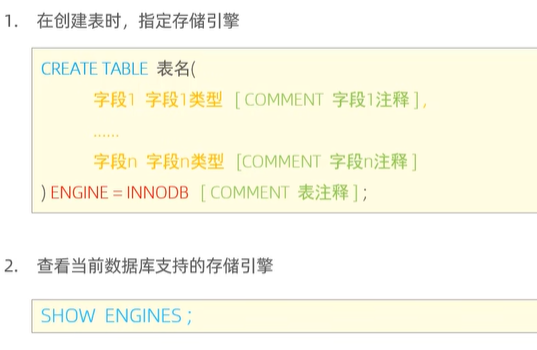 1. 在创建表时，指定存储引擎
CREATE TABLE 表名(
字段1 字段1类型 [ COMMENT 字段1注释 ] ,
......
字段n 字段n类型 [COMMENT 字段n注释 ]
) ENGINE = INNODB [ COMMENT 表注释 ] ;
2. 查看当前数据库支持的存储引擎
SHOW ENGINES ;